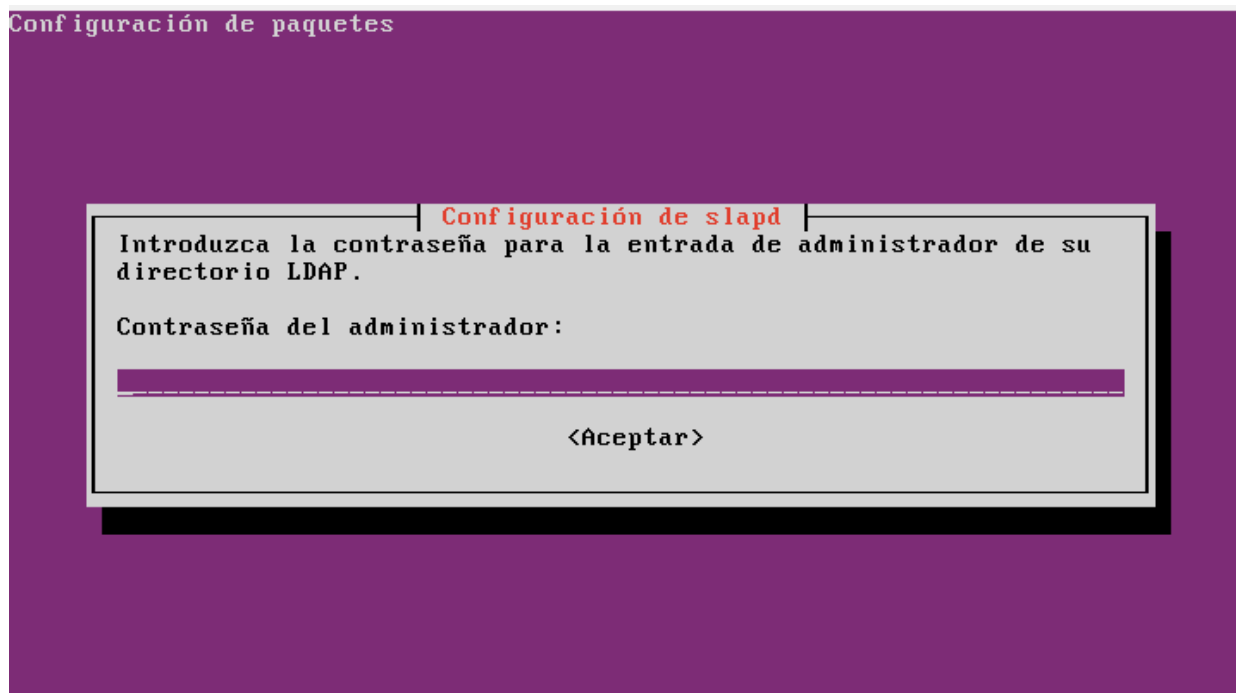 Configuración de paquetes
Configuración de slapd
Introduzca la contraseña para la entrada de administrador de su
directorio LDAP.
Contraseña del administrador:
<Aceptar>